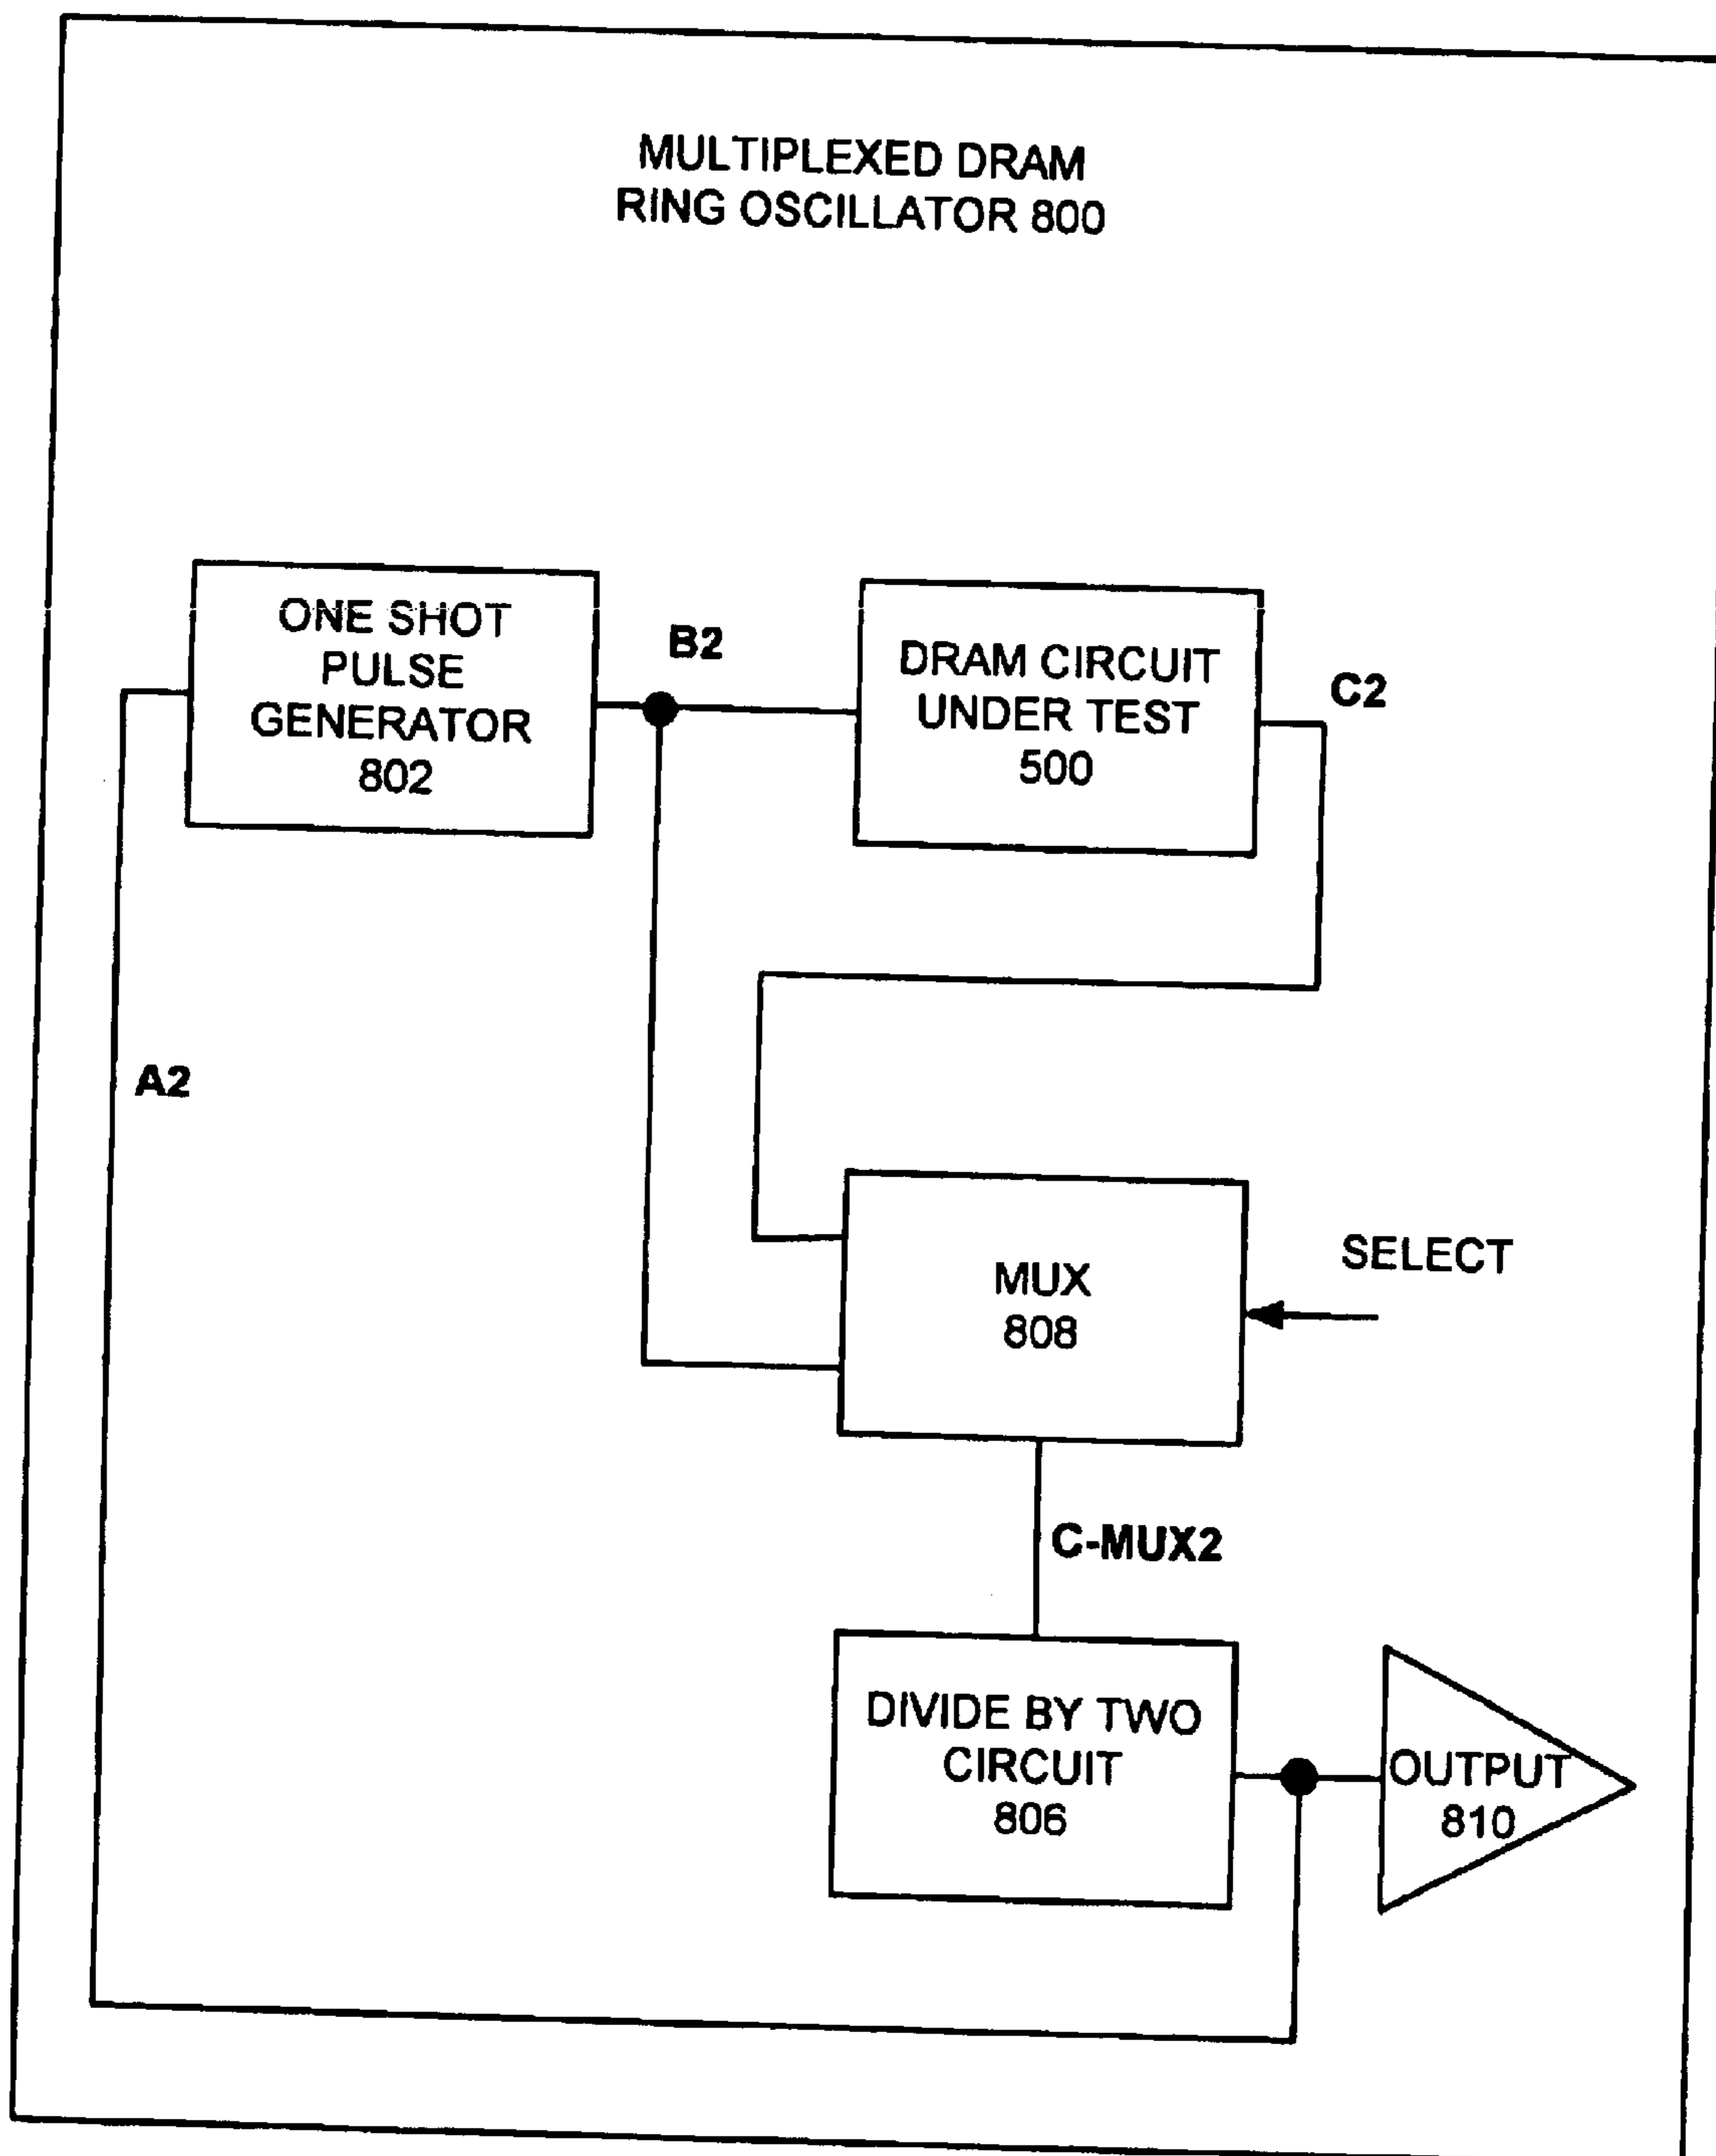 MULTIPLEXED DRAM
RING OSCILLATOR 800
ONE SHOT
PULSE
GENERATOR
802
B2
DRAM CIRCUIT
UNDER TEST
500
C2
A2
MUX
808
SELECT
C-MUX2
DIVIDE BY TWO
CIRCUIT
806
OUTPUT
810